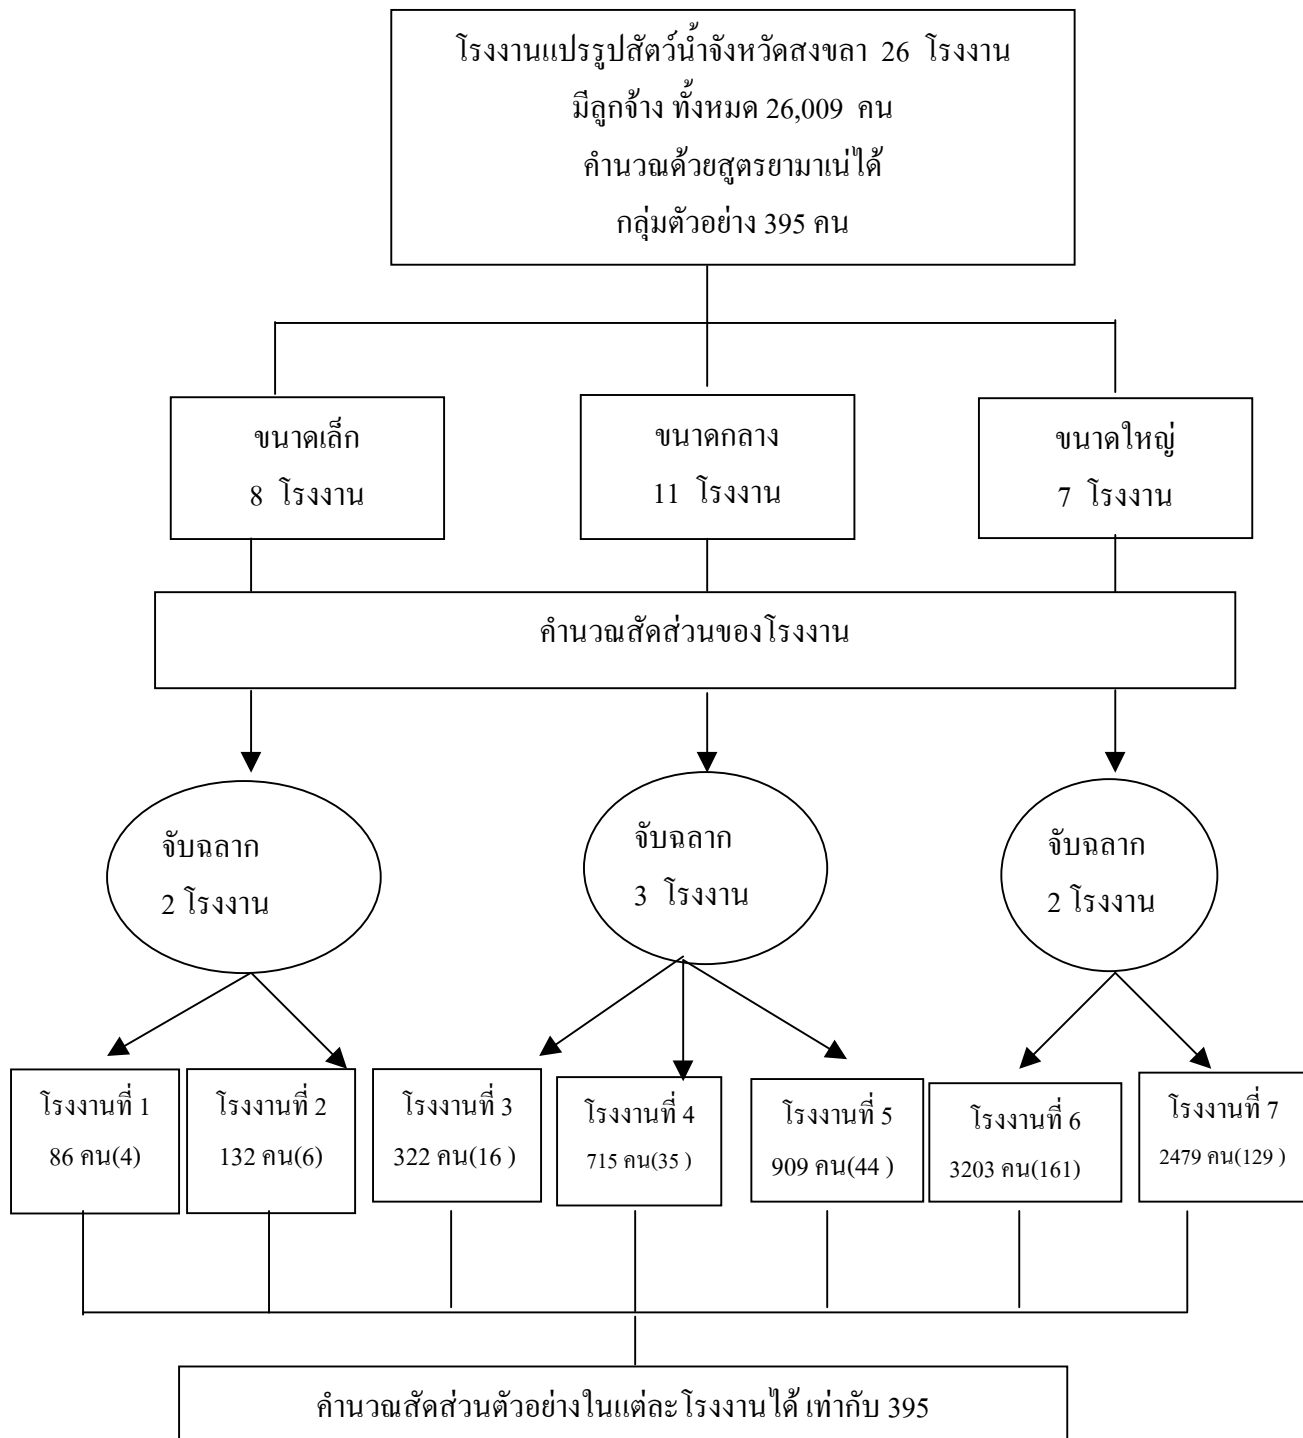 โรงงานแปรรูปสัตว์น้ำจังหวัดสงขลา 26 โรงงาน
มีลูกจ้าง ทั้งหมด 26,009 คน
คำนวณด้วยสูตรยามาเน่ได้
กลุ่มตัวอย่าง 395 คน
ขนาดเล็ก
8 โรงงาน
ขนาดกลาง
11 โรงงาน
ขนาดใหญ่
7 โรงงาน
คำนวณสัดส่วนของโรงงาน
จับฉลาก
2 โรงงาน
จับฉลาก
3 โรงงาน
จับฉลาก
2 โรงงาน
โรงงานที่ 1
86 คน(4)
โรงงานที่ 2
132 คน(6)
โรงงานที่ 3
322 คน(16 )
โรงงานที่ 4
715 คน(35 )
โรงงานที่ 5
909 คน(44 )
โรงงานที่ 6
3203 คน(161)
โรงงานที่ 7
2479 คน(129 )
คำนวณสัดส่วนตัวอย่างในแต่ละโรงงานได้ เท่ากับ 395